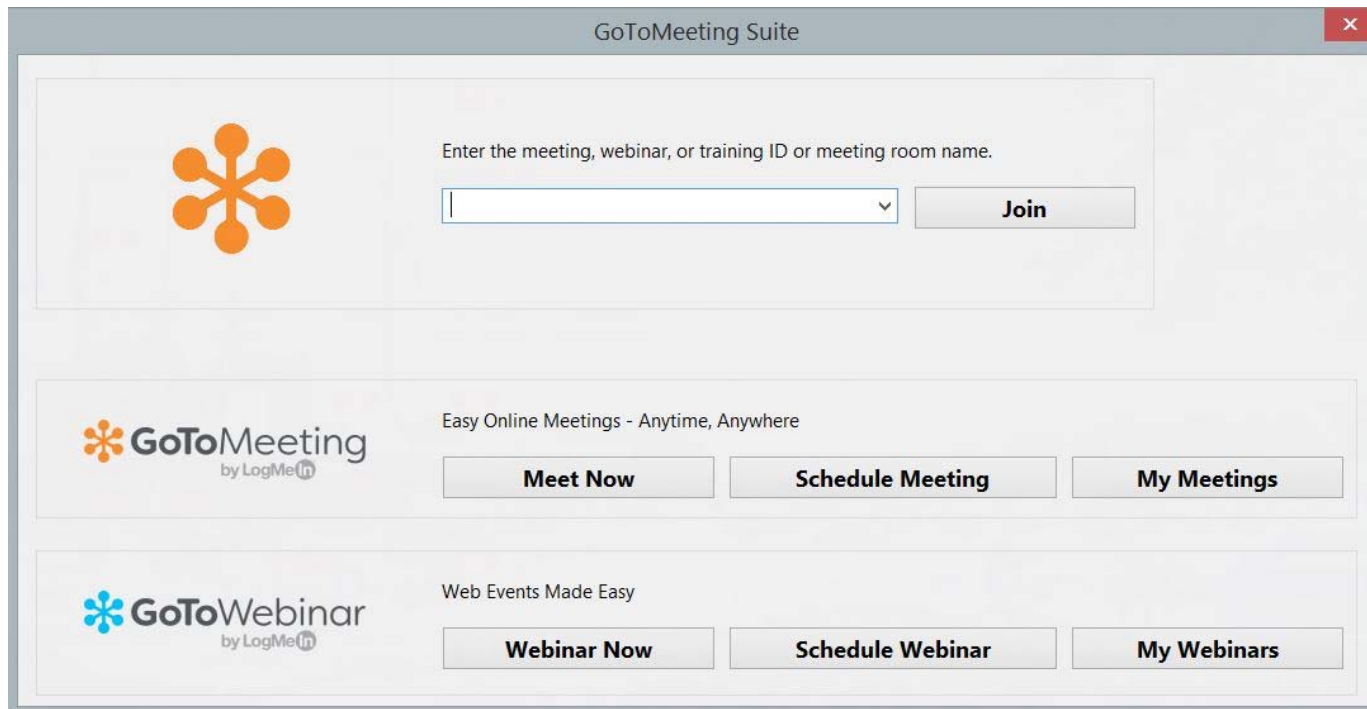 GoToMeeting Suite
Enter the meeting, webinar, or training ID or meeting room name.
Join
GoToMeeting
by LogMeIn
Easy Online Meetings - Anytime, Anywhere
Meet Now Schedule Meeting My Meetings
GoToWebinar
by LogMeIn
Web Events Made Easy
Webinar Now Schedule Webinar My Webinars